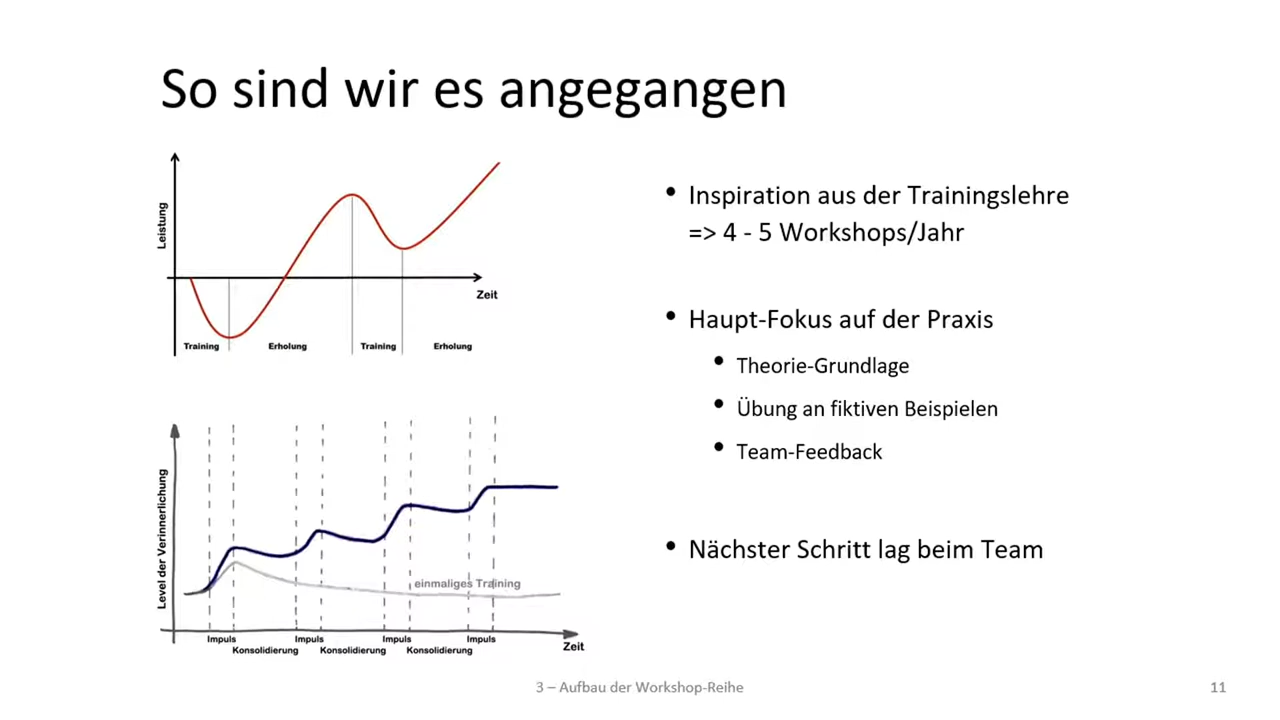 So sind wir es angegangen
Leistung
Zeit
Training Erholung Training Erholung
Level der Verinnerlichung
einmaliges Training
Impuls Impuls Impuls Impuls
Konsolidierung Konsolidierung Konsolidierung
Zeit
• Inspiration aus der Trainingslehre
=> 4 - 5 Workshops/Jahr
• Haupt-Fokus auf der Praxis
• Theorie-Grundlage
• Übung an fiktiven Beispielen
• Team-Feedback
• Nächster Schritt lag beim Team
3 – Aufbau der Workshop-Reihe
11